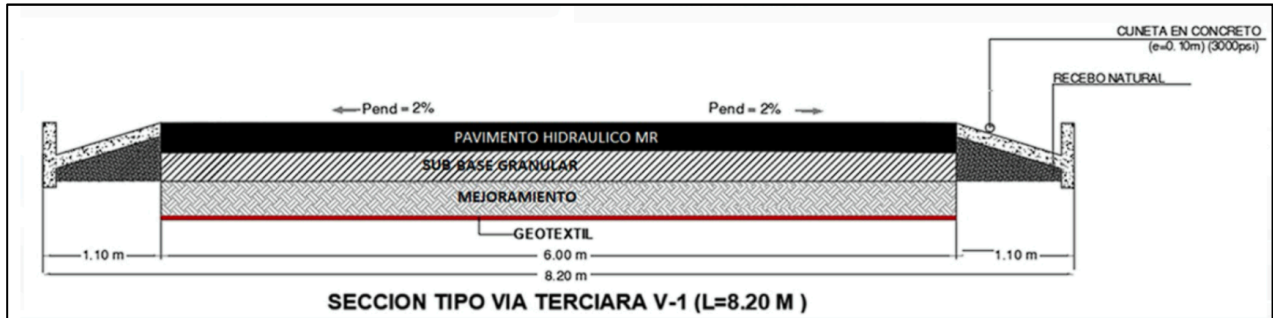 CUNETA EN CONCRETO
(e=0.10m) (3000psi)
RECEBO NATURAL
Pend = 2%
Pend = 2%
PAVIMENTO HIDRAULICO MR
SUB BASE GRANULAR
MEJORAMIENTO
GEOTEXTIL
1.10 m
6.00 m
1.10 m
8.20 m
SECCION TIPO VIA TERCIARA V-1 (L=8.20 M )